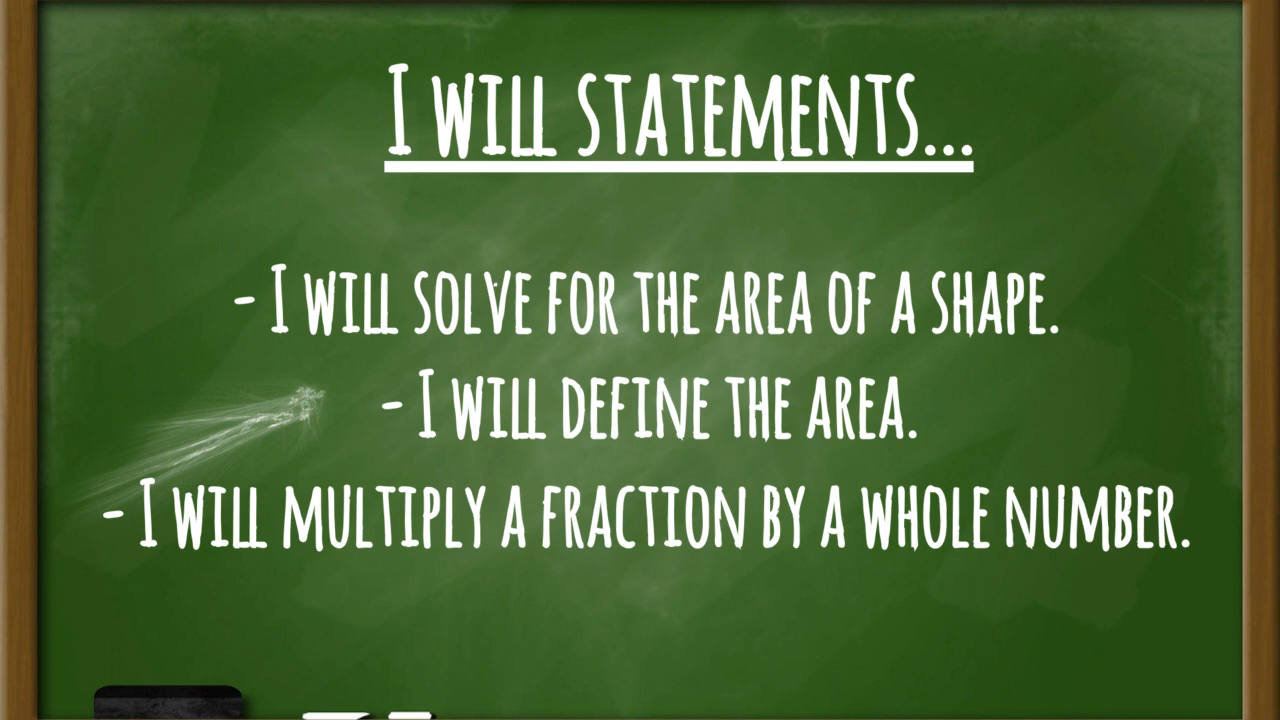 I WILL STATEMENTS...
- I WILL SOLVE FOR THE AREA OF A SHAPE.
- I WILL DEFINE THE AREA.
- I WILL MULTIPLY A FRACTION BY A WHOLE NUMBER.